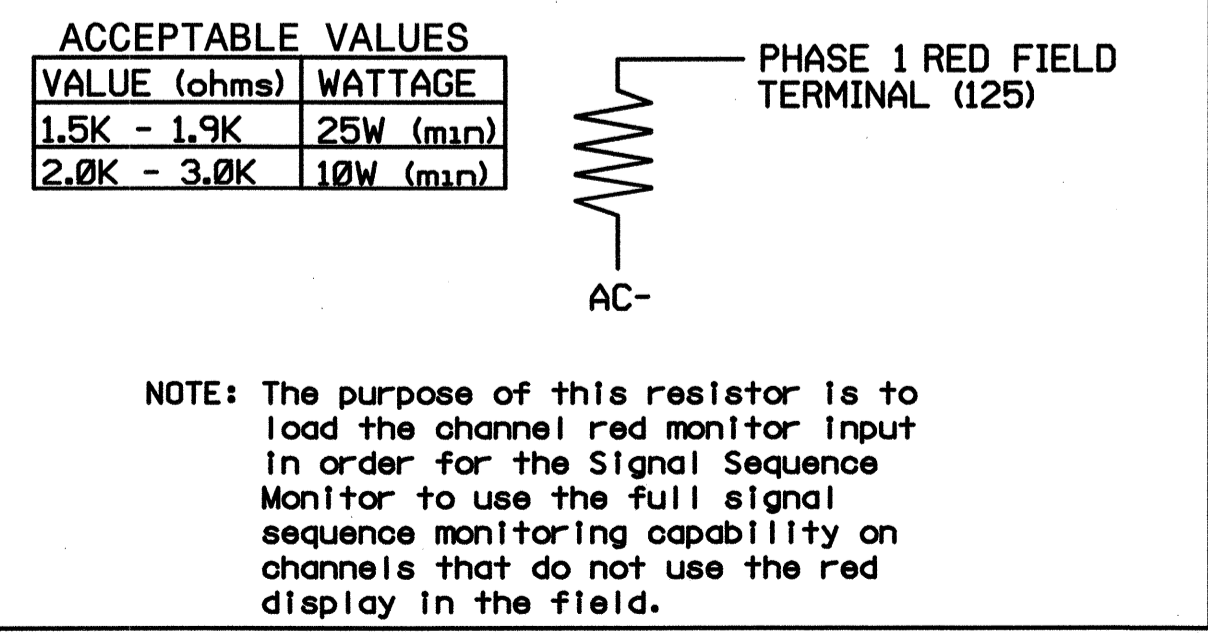 ACCEPTABLE VALUES
VALUE (ohms) WATTAGE
1.5K - 1.9K 25W (min)
2.0K - 3.0K 10W (min)
PHASE 1 RED FIELD
TERMINAL (125)
AC-
NOTE: The purpose of this resistor is to
load the channel red monitor input
in order for the Signal Sequence
Monitor to use the full signal
sequence monitoring capability on
channels that do not use the red
display in the field.